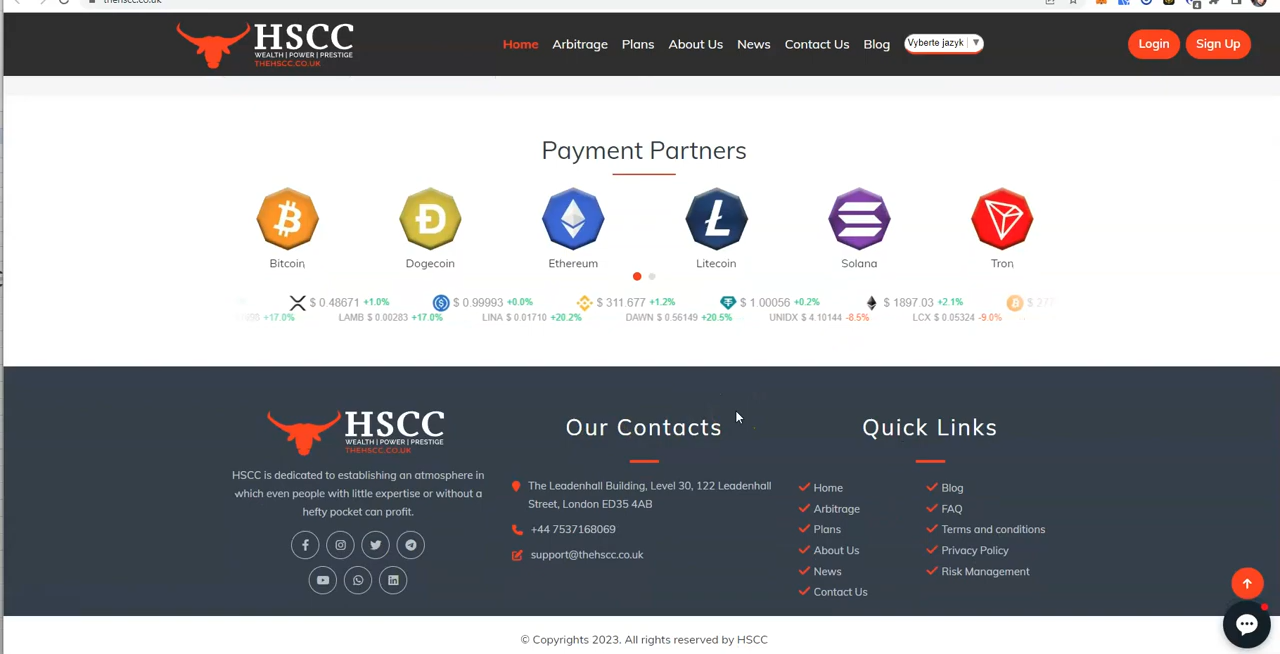 thehscc.co.uk
HSCC
WEALTH | POWER | PRESTIGE
THEHSCC.CO.UK
Home Arbitrage Plans About Us News Contact Us Blog Vyberte jazyk ▼ Login Sign Up
Payment Partners
Bitcoin Dogecoin Ethereum Litecoin Solana Tron
$ 0.48671 +1.0% $ 0.99993 +0.0% $ 311.677 +1.2% $ 1.00056 +0.2% $ 1897.03 +2.1% $
+17.0% LAMB $ 0.00283 +17.0% LINA $ 0.01710 +20.2% DAWN $ 0.56149 +20.5% UNIDX $ 4.10144 -8.5% LCX $ 0.05324 -9.0%
HSCC
WEALTH | POWER | PRESTIGE
THEHSCC.CO.UK
HSCC is dedicated to establishing an atmosphere in
which even people with little expertise or without a
hefty pocket can profit.
Our Contacts
The Leadenhall Building, Level 30, 122 Leadenhall
Street, London ED35 4AB
+44 7537168069
support@thehscc.co.uk
Quick Links
Home
Arbitrage
Plans
About Us
News
Contact Us
Blog
FAQ
Terms and conditions
Privacy Policy
Risk Management
© Copyrights 2023. All rights reserved by HSCC